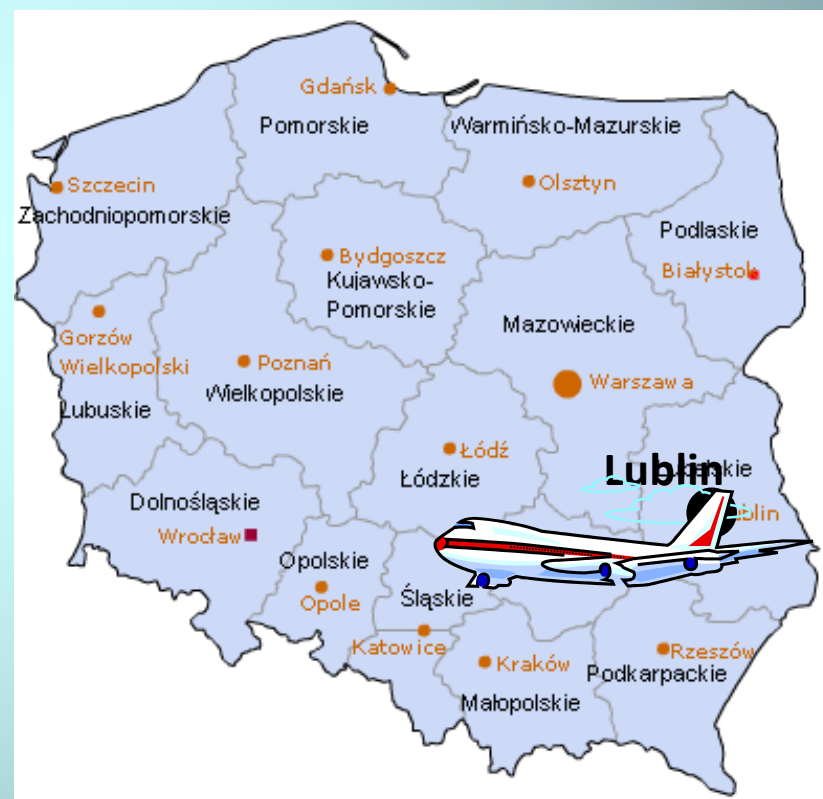 Gdańsk
Pomorskie
Warmińsko-Mazurskie
Szczecin
Olsztyn
Zachodniopomorskie
Podlaskie
Bydgoszcz
Białystok
Kujawsko-
Pomorskie
Mazowieckie
Gorzów
Wielkopolski
Poznań
Warszawa
Wielkopolskie
Lubuskie
Łódź
Lublin
Łódzkie
Dolnośląskie
Wrocław
Opolskie
Opole
Śląskie
Katowice
Kraków
Rzeszów
Podkarpackie
Małopolskie